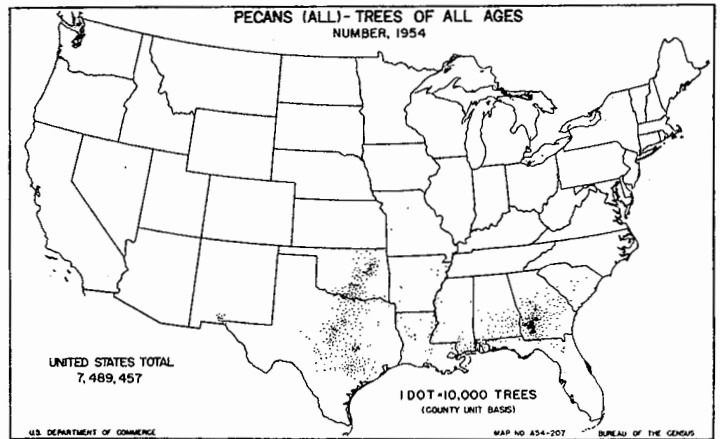 PECANS (ALL)-TREES OF ALL AGES
NUMBER, 1954
UNITED STATES TOTAL
7,489,457
1 DOT=10,000 TREES
(COUNTY UNIT BASIS)
U.S. DEPARTMENT OF COMMERCE
MAP NO A54-207
BUREAU OF THE CENSUS